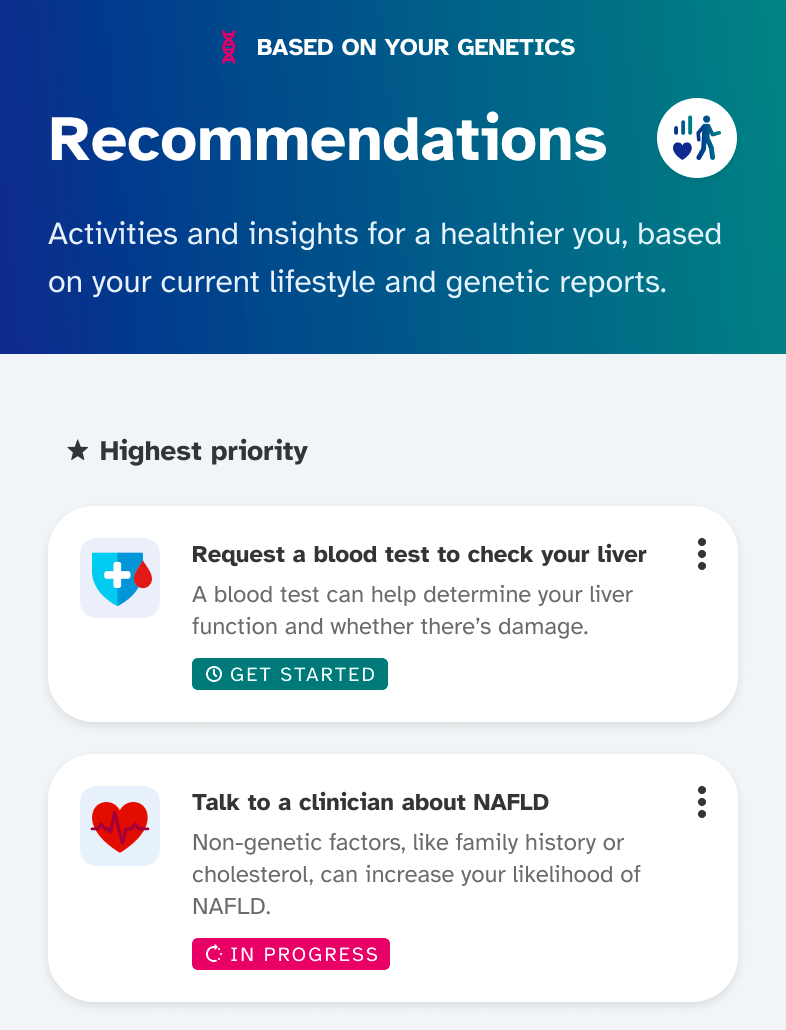 BASED ON YOUR GENETICS
Recommendations
Activities and insights for a healthier you, based
on your current lifestyle and genetic reports.
Highest priority
Request a blood test to check your liver
A blood test can help determine your liver
function and whether there’s damage.
GET STARTED
Talk to a clinician about NAFLD
Non-genetic factors, like family history or
cholesterol, can increase your likelihood of
NAFLD.
IN PROGRESS